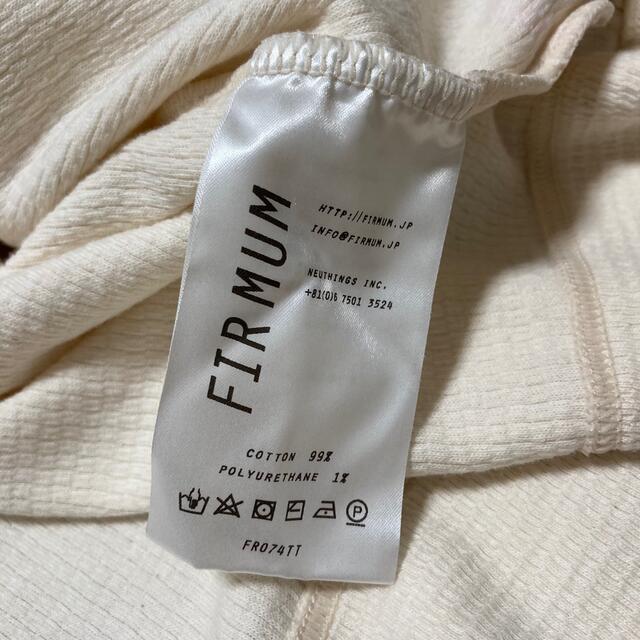 FIRMUM
HTTP://FIRMUM.JP
INFO@FIRMUM.JP
NEUTHINGS INC.
+81(0)6 7501 3524
COTTON 99%
POLYURETHANE 1%
P
FR074TT